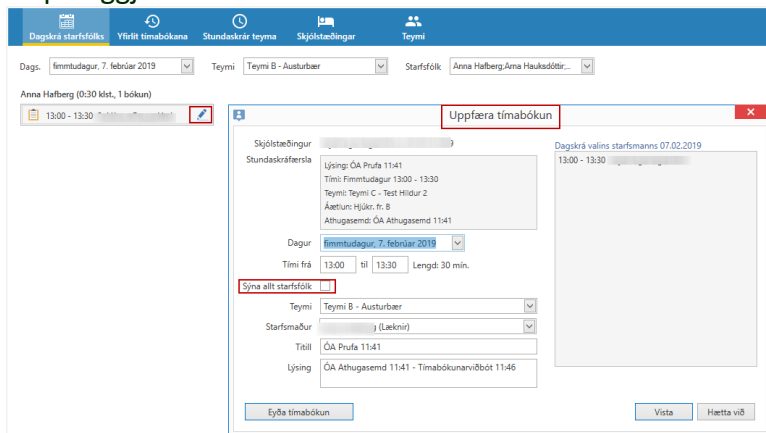 Dagskrá starfsfólks Yfirlit tímabókana Stundaskrár teyma Skjólstæðingar Teymi
Dags. fimmtudagur, 7. febrúar 2019 Teymi Teymi B - Austurbær Starfsfólk Anna Hafberg;Arna Hauksdóttir;...
Anna Hafberg (0:30 klst., 1 bókun)
13:00 - 13:30
Uppfæra tímabókun
Skjólstæðingur
Dagskrá valins starfsmanns 07.02.2019
13:00 - 13:30
Stundaskráfærsla
Lýsing: ÓA Prufa 11:41
Tími: Fimmtudagur 13:00 - 13:30
Teymi: Teymi C - Test Hildur 2
Áætlun: Hjúkr. fr. B
Athugasemd: ÓA Athugasemd 11:41
Dagur fimmtudagur, 7. febrúar 2019
Tími frá 13:00 til 13:30 Lengd: 30 mín.
Sýna allt starfsfólk
Teymi Teymi B - Austurbær
Starfsmaður (Læknir)
Titill ÓA Prufa 11:41
Lýsing ÓA Athugasemd 11:41 - Tímabókunarviðbót 11:46
Eyða tímabókun Vista Hætta við